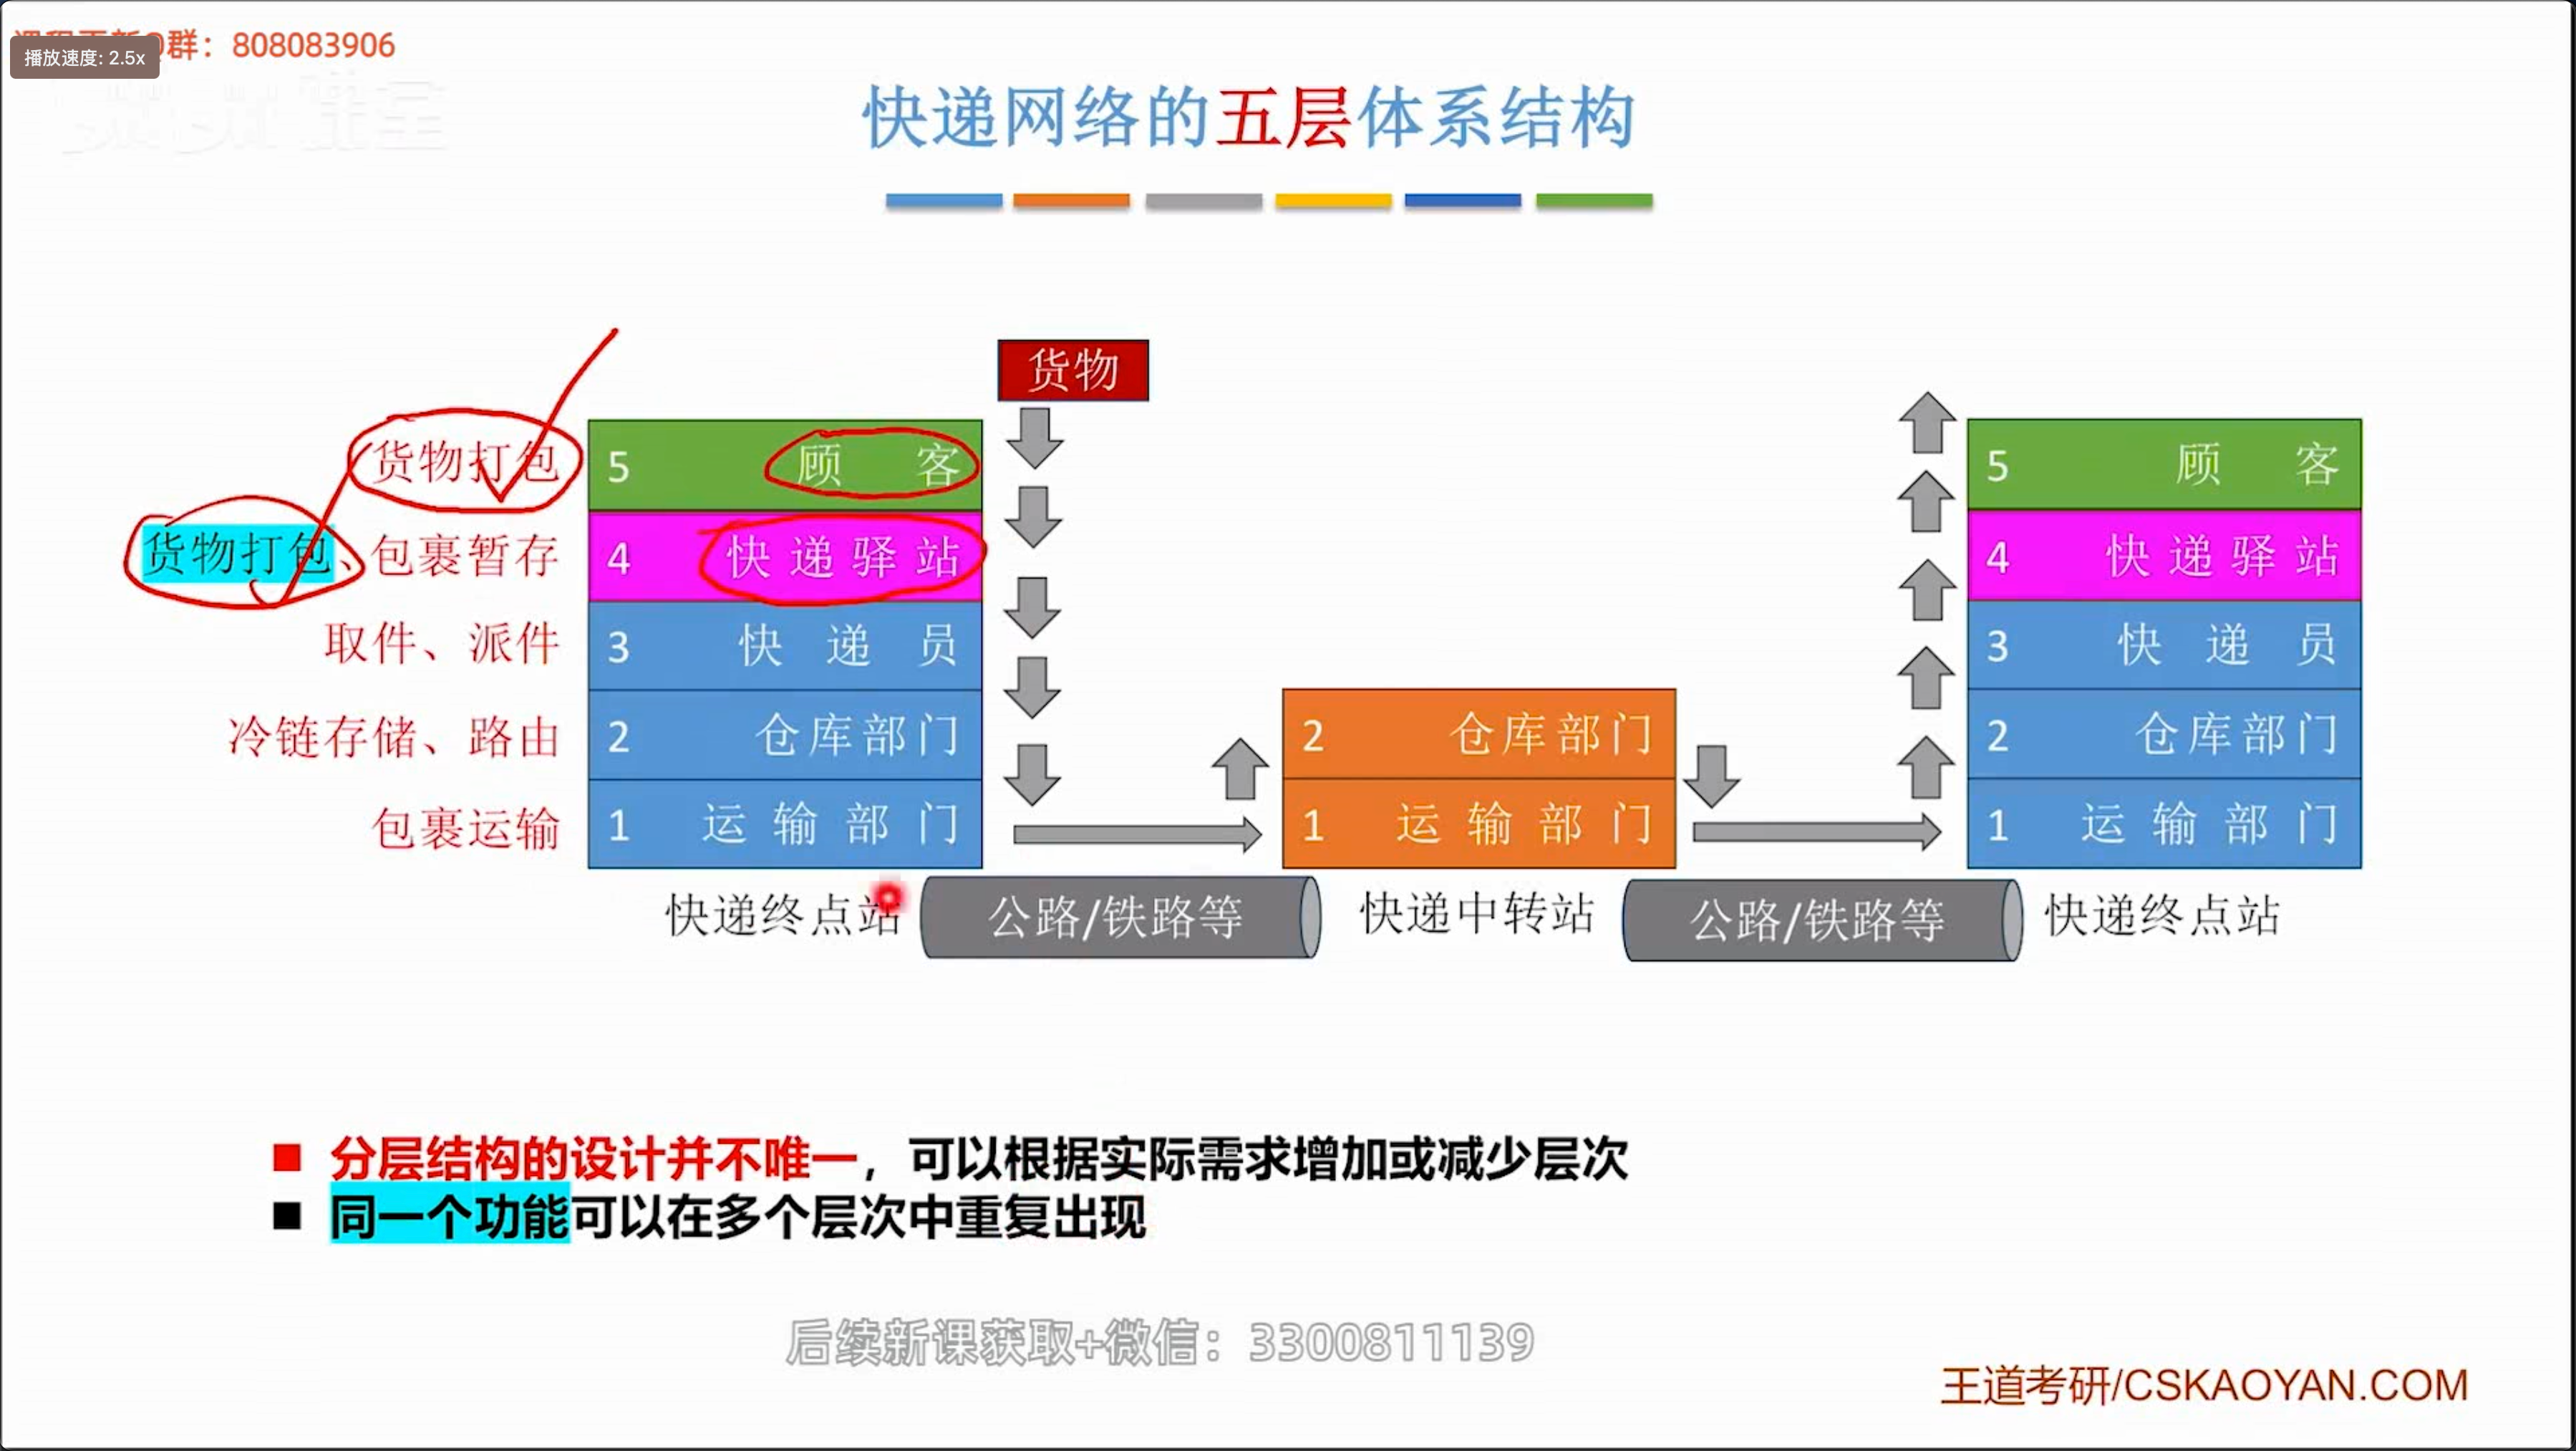 Q群：808083906
播放速度: 2.5x
快递网络的五层体系结构
货物
货物打包
5 顾 客
货物打包、包裹暂存
4 快递驿站
取件、派件
3 快 递 员
冷链存储、路由
2 仓库部门
包裹运输
1 运输部门
2 仓库部门
1 运输部门
5 顾 客
4 快递驿站
3 快 递 员
2 仓库部门
1 运输部门
快递终点站
公路/铁路等
快递中转站
公路/铁路等
快递终点站
分层结构的设计并不唯一，可以根据实际需求增加或减少层次
同一个功能可以在多个层次中重复出现
后续新课获取+微信：3300811139
王道考研/CSKAOYAN.COM